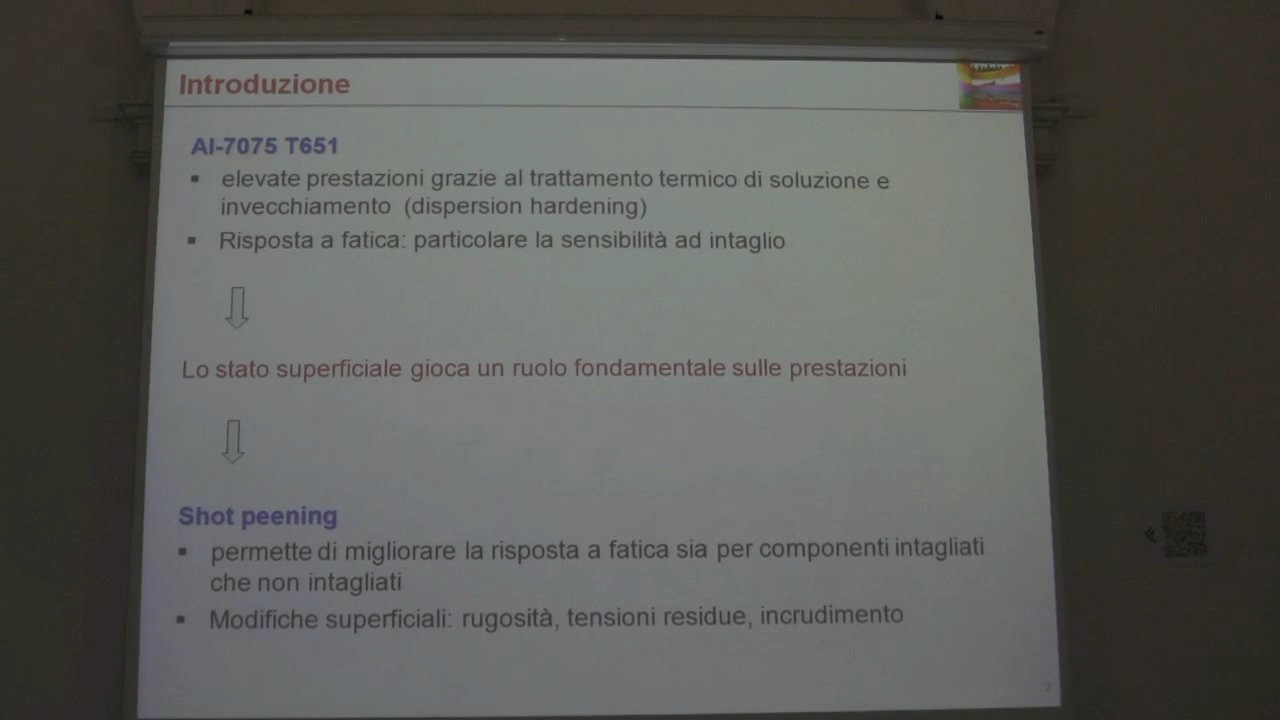 Introduzione
Al-7075 T651
▪ elevate prestazioni grazie al trattamento termico di soluzione e
invecchiamento (dispersion hardening)
▪ Risposta a fatica: particolare la sensibilità ad intaglio
Lo stato superficiale gioca un ruolo fondamentale sulle prestazioni
Shot peening
▪ permette di migliorare la risposta a fatica sia per componenti intagliati
che non intagliati
▪ Modifiche superficiali: rugosità, tensioni residue, incrudimento
2